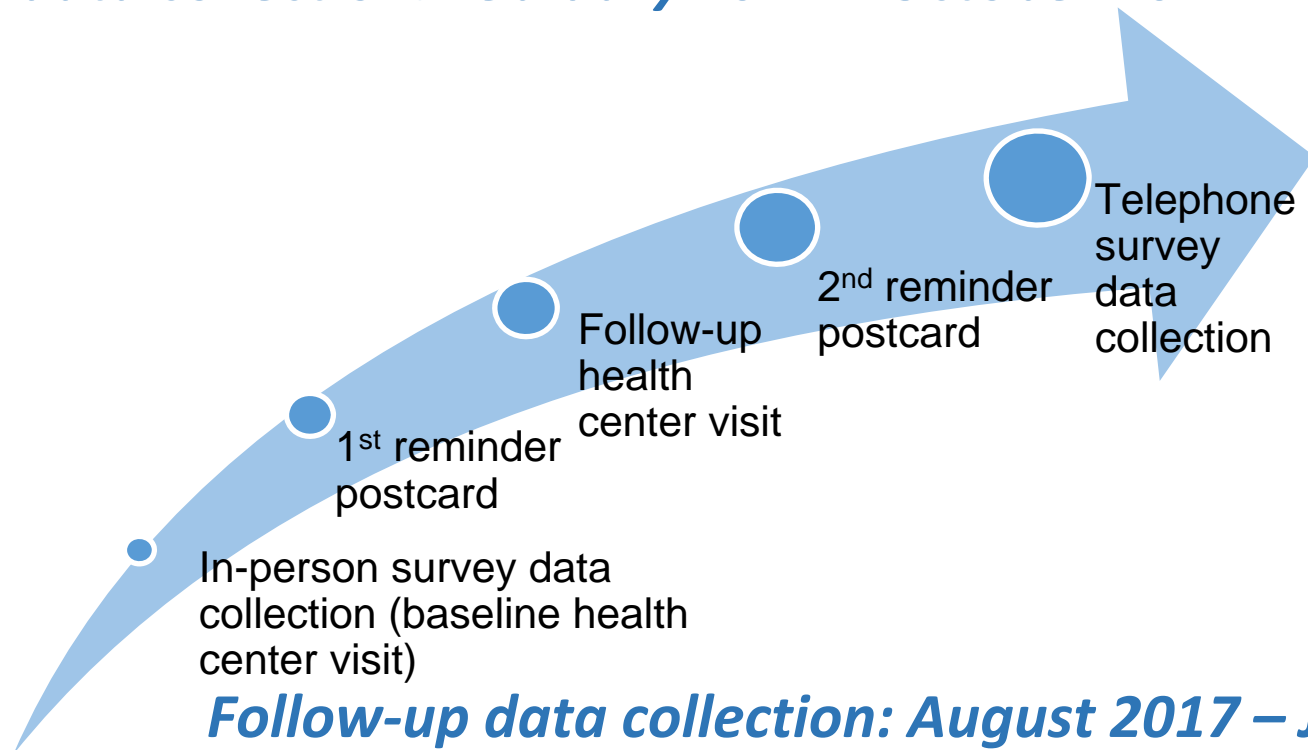 In-person survey data
collection (baseline health
center visit)
1st reminder
postcard
Follow-up
health
center visit
2nd reminder
postcard
Telephone
survey
data
collection
Follow-up data collection: August 2017 –